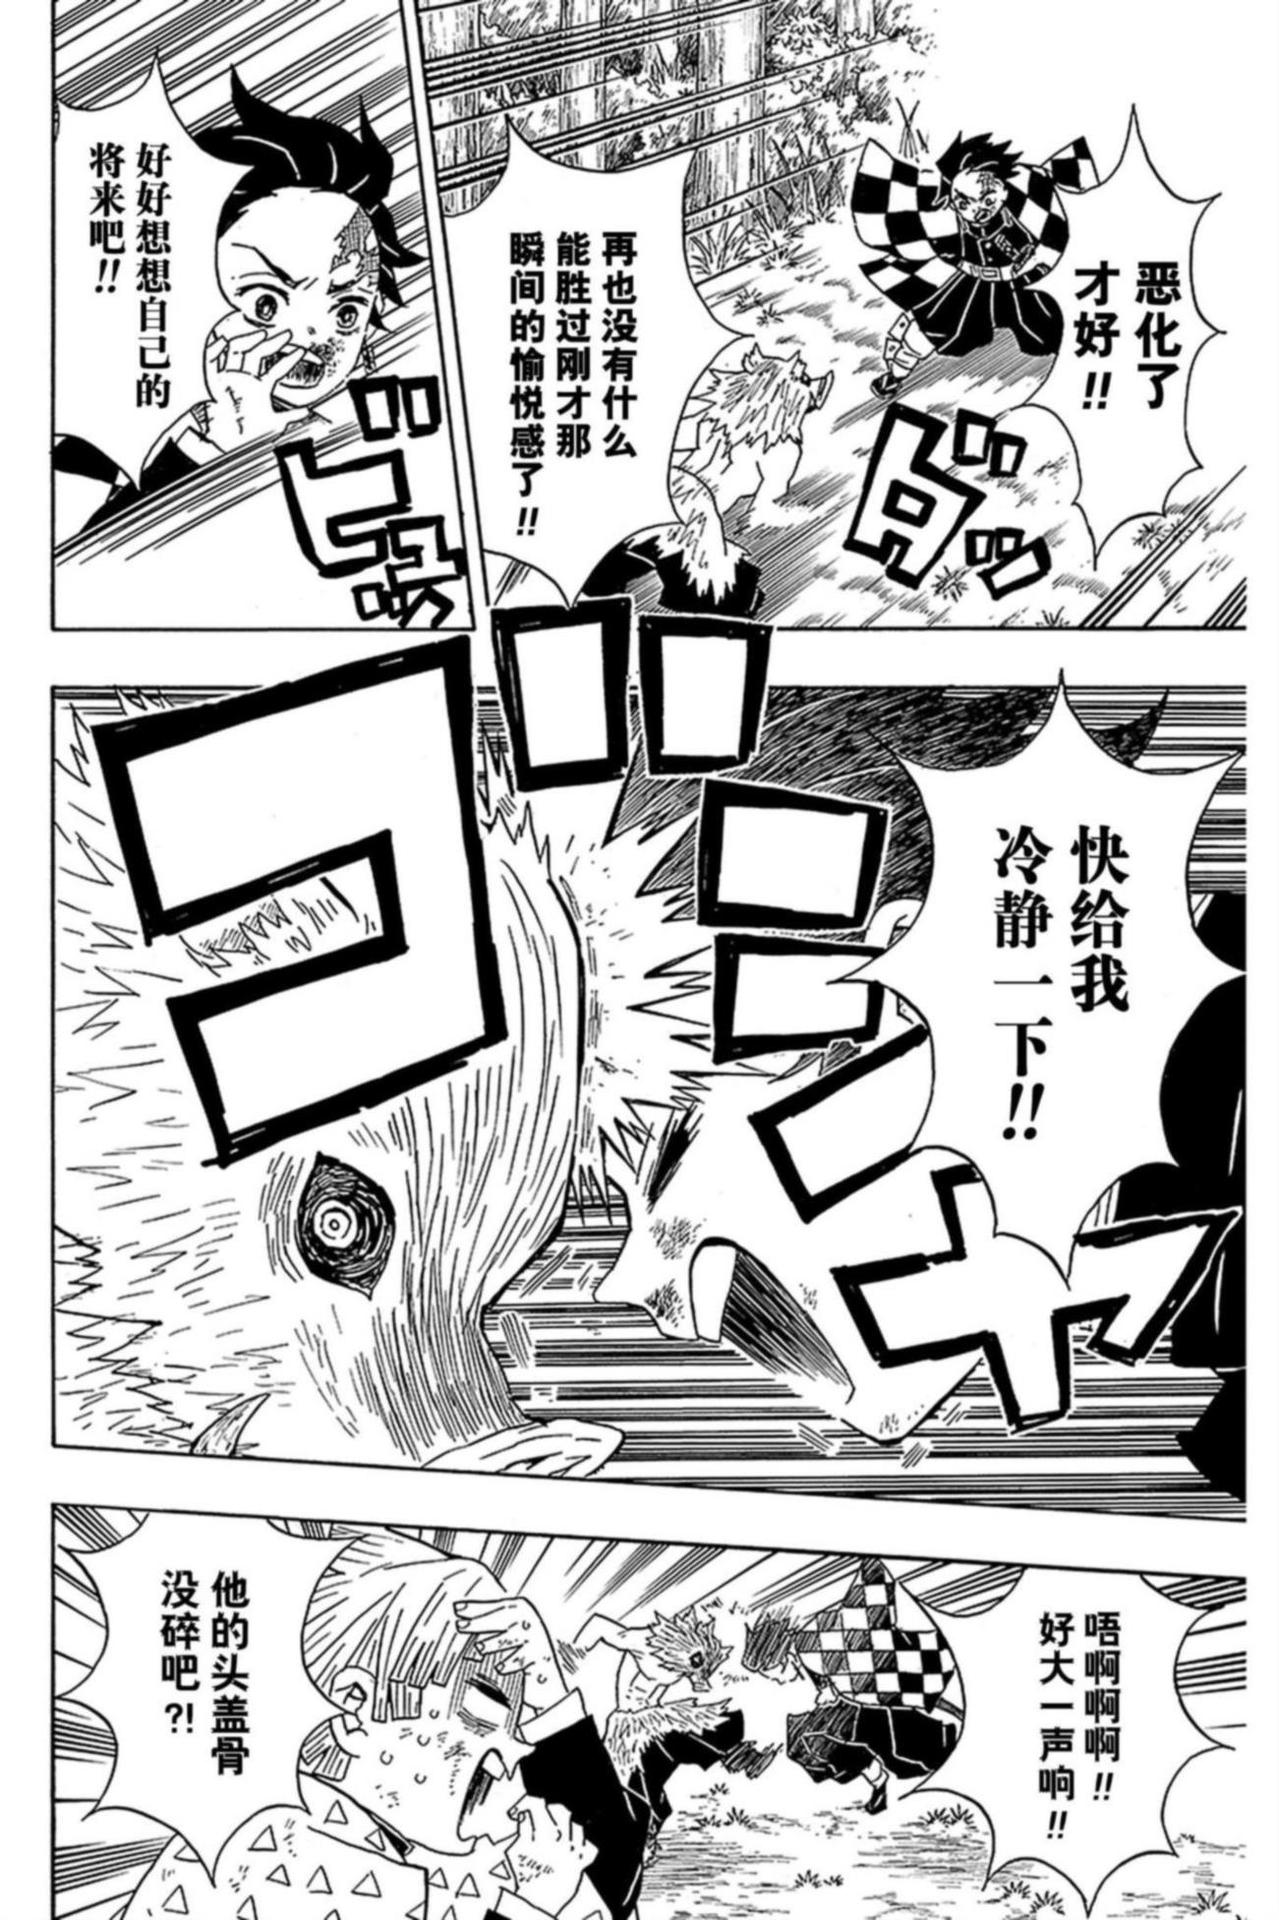 恶化了
才好!!
再也没有什么
能胜过刚才那
瞬间的愉悦感了!!
好好想想自己的
将来吧!!
快给我
冷静一下!!
ゴシャ
唔啊啊啊!!
好大一声响!!
他的头盖骨
没碎吧?!